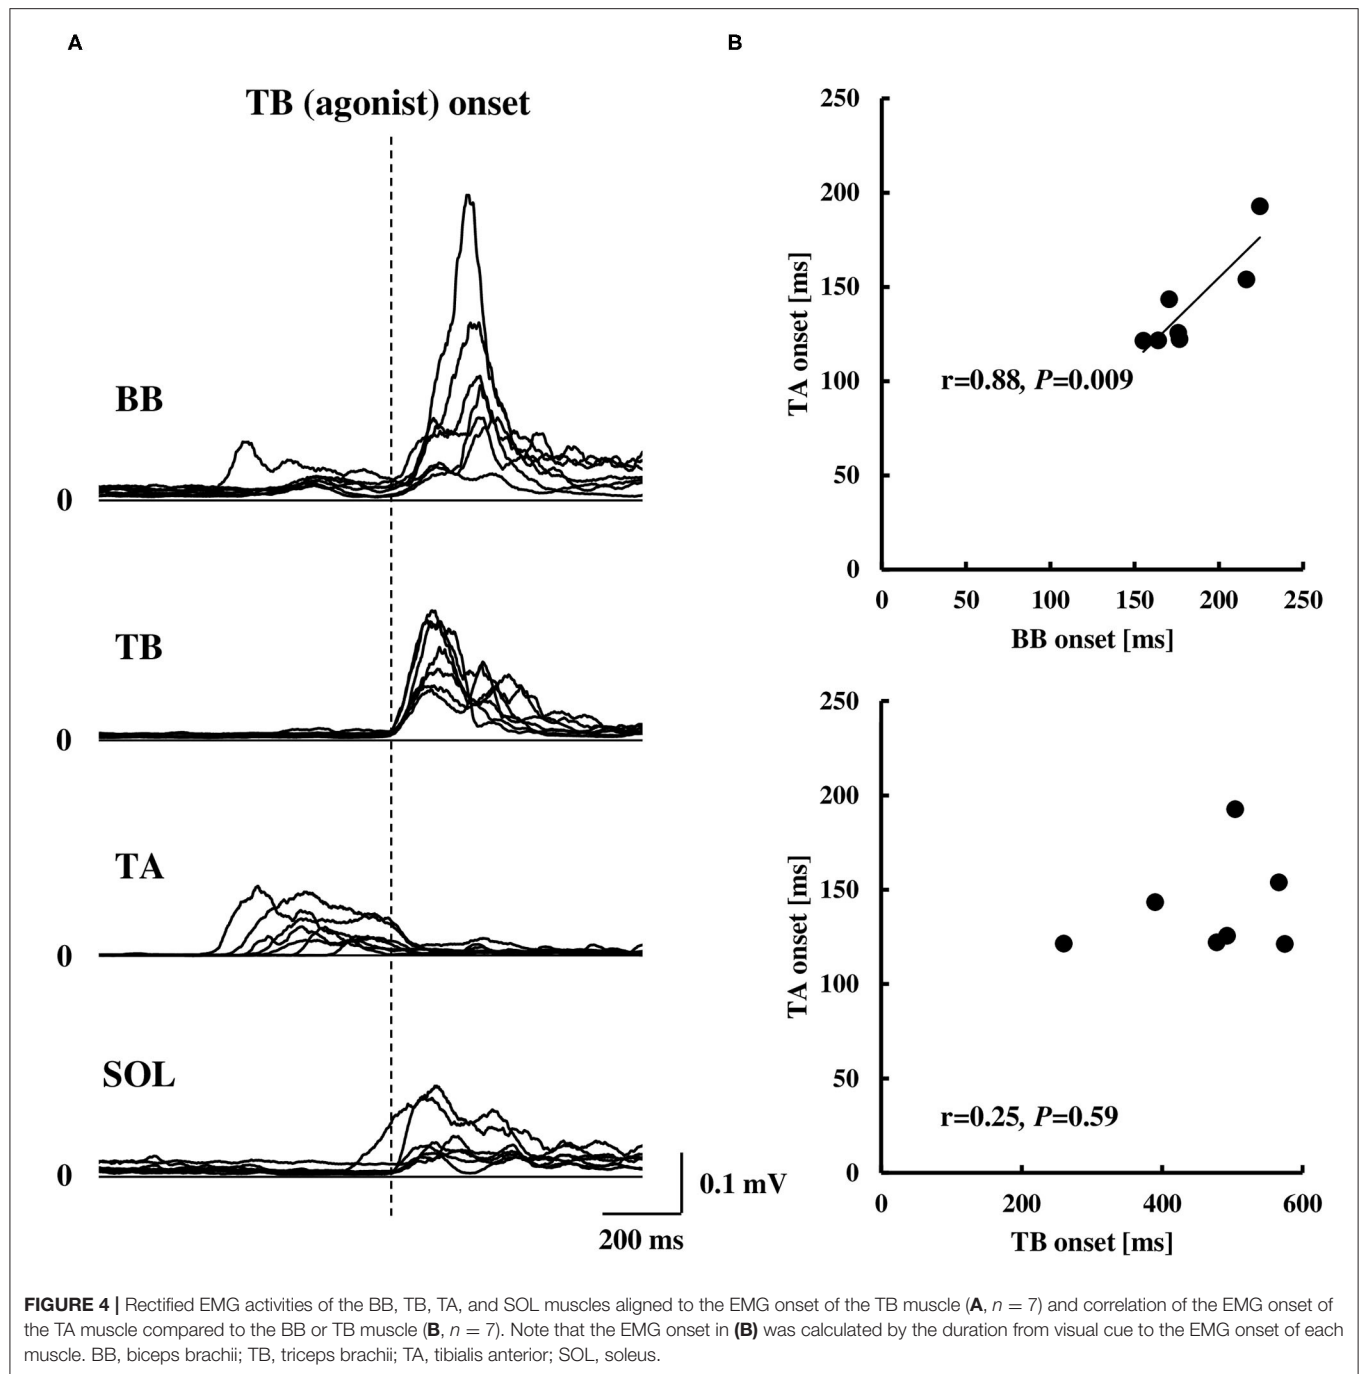 A
TB (agonist) onset
BB
0
TB
0
TA
0
SOL
0
0.1 mV
200 ms
B
250
200
150
100
50
0
TA onset [ms]
r=0.88, P=0.009
0 50 100 150 200 250
BB onset [ms]
250
200
150
100
50
0
TA onset [ms]
r=0.25, P=0.59
0 200 400 600
TB onset [ms]
FIGURE 4 | Rectified EMG activities of the BB, TB, TA, and SOL muscles aligned to the EMG onset of the TB muscle (A, n = 7) and correlation of the EMG onset of
the TA muscle compared to the BB or TB muscle (B, n = 7). Note that the EMG onset in (B) was calculated by the duration from visual cue to the EMG onset of each
muscle. BB, biceps brachii; TB, triceps brachii; TA, tibialis anterior; SOL, soleus.